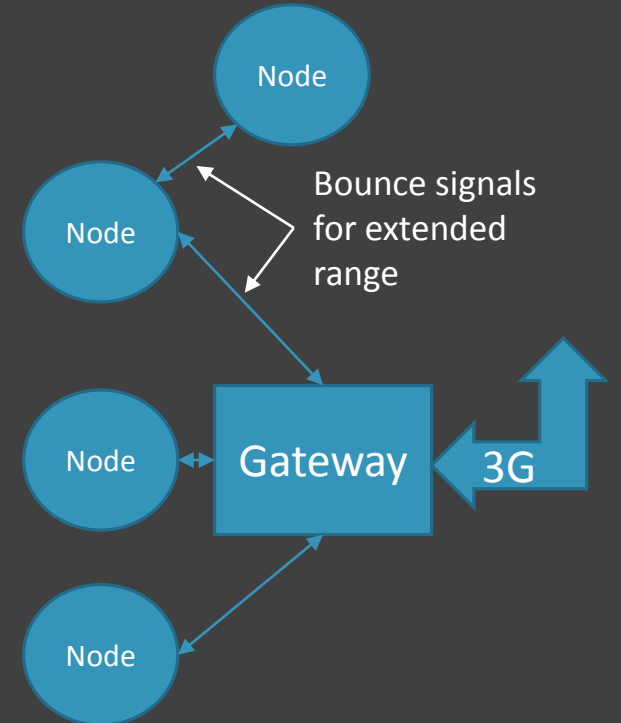 Node
Node
Bounce signals
for extended
range
Node
Gateway
3G
Node